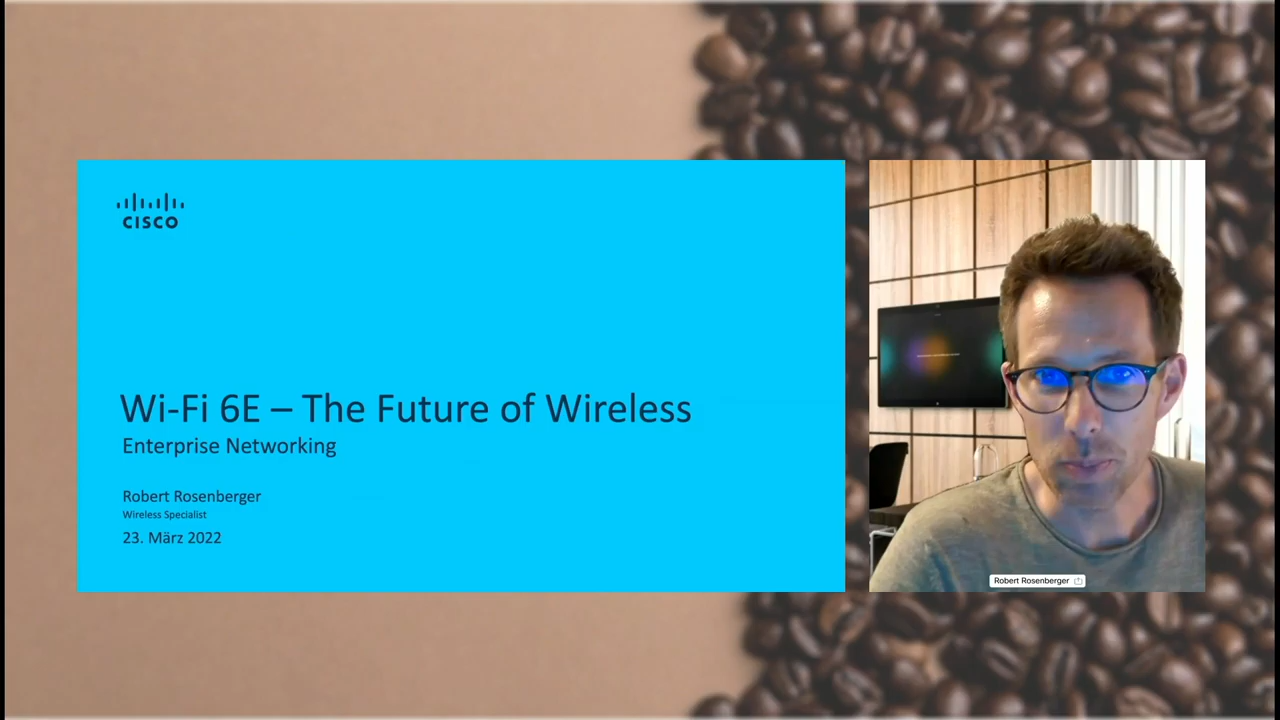 CISCO
Wi-Fi 6E – The Future of Wireless
Enterprise Networking
Robert Rosenberger
Wireless Specialist
23. März 2022
Robert Rosenberger